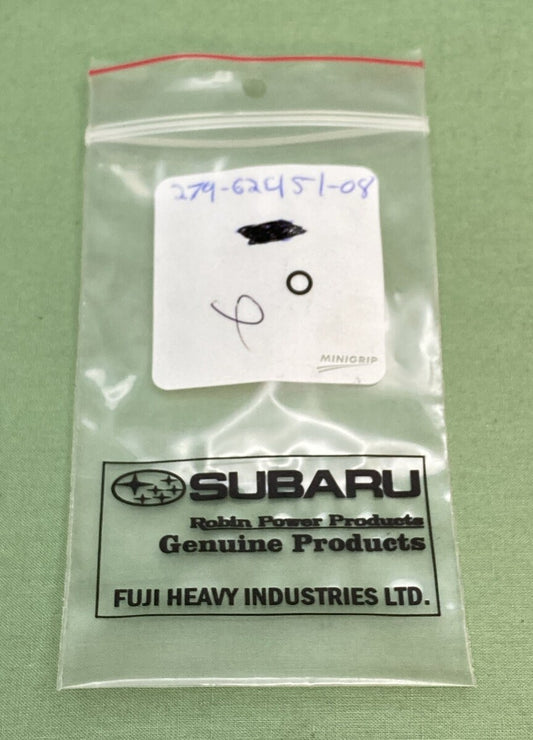 279-62451-08
MINIGRIP
SUBARU
Robin Power Products
Genuine Products
FUJI HEAVY INDUSTRIES LTD.